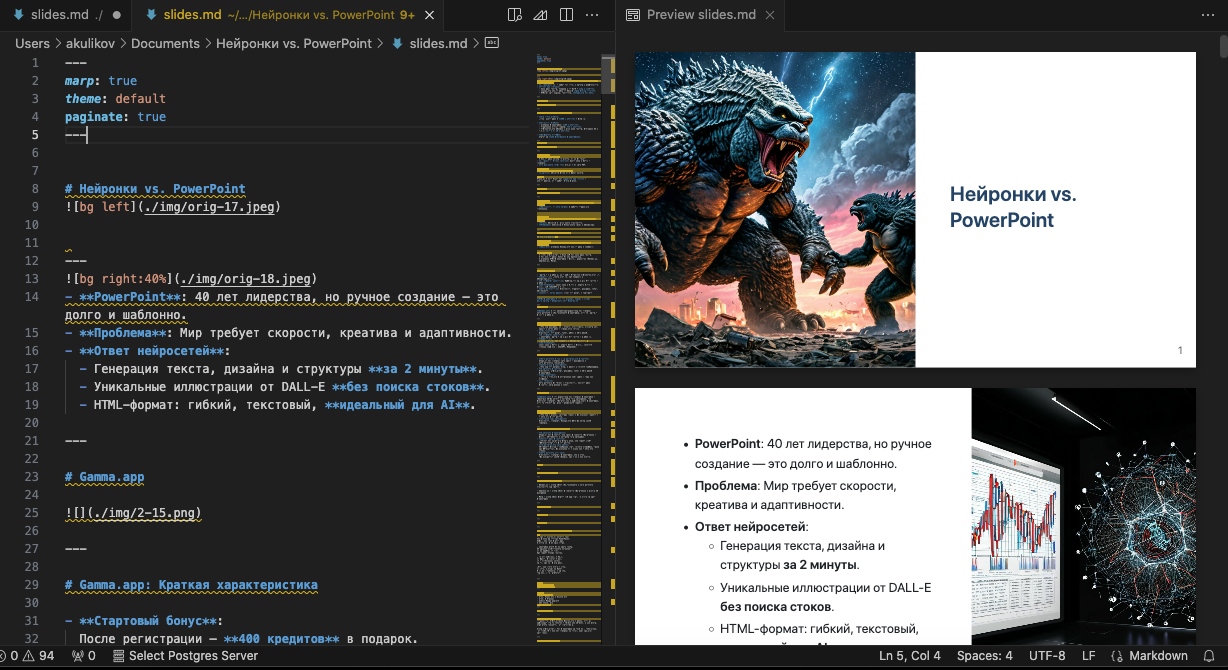 slides.md ./
slides.md ~/.../Нейронки vs. PowerPoint 9+
Preview slides.md
Users > akulikov > Documents > Нейронки vs. PowerPoint > slides.md >
1 ---
2 marp: true
3 theme: default
4 paginate: true
5 ---
6
7
8 # Нейронки vs. PowerPoint
9 ![bg left](./img/orig-17.jpeg)
10
11
12 ---
13 ![bg right:40%](./img/orig-18.jpeg)
14 - **PowerPoint**: 40 лет лидерства, но ручное создание — это
долго и шаблонно.
15 - **Проблема**: Мир требует скорости, креатива и адаптивности.
16 - **Ответ нейросетей**:
17 - Генерация текста, дизайна и структуры **за 2 минуты**.
18 - Уникальные иллюстрации от DALL-E **без поиска стоков**.
19 - HTML-формат: гибкий, текстовый, **идеальный для AI**.
20
21 ---
22
23 # Gamma.app
24
25 ![](./img/2-15.png)
26
27 ---
28
29 # Gamma.app: Краткая характеристика
30
31 - **Стартовый бонус**:
32 После регистрации — **400 кредитов** в подарок.
Нейронки vs.
PowerPoint
1
• PowerPoint: 40 лет лидерства, но ручное
создание — это долго и шаблонно.
• Проблема: Мир требует скорости,
креатива и адаптивности.
• Ответ нейросетей:
○ Генерация текста, дизайна и
структуры за 2 минуты.
○ Уникальные иллюстрации от DALL-E
без поиска стоков.
○ HTML-формат: гибкий, текстовый,
0 94 0 Select Postgres Server
Ln 5, Col 4 Spaces: 4 UTF-8 LF {} Markdown